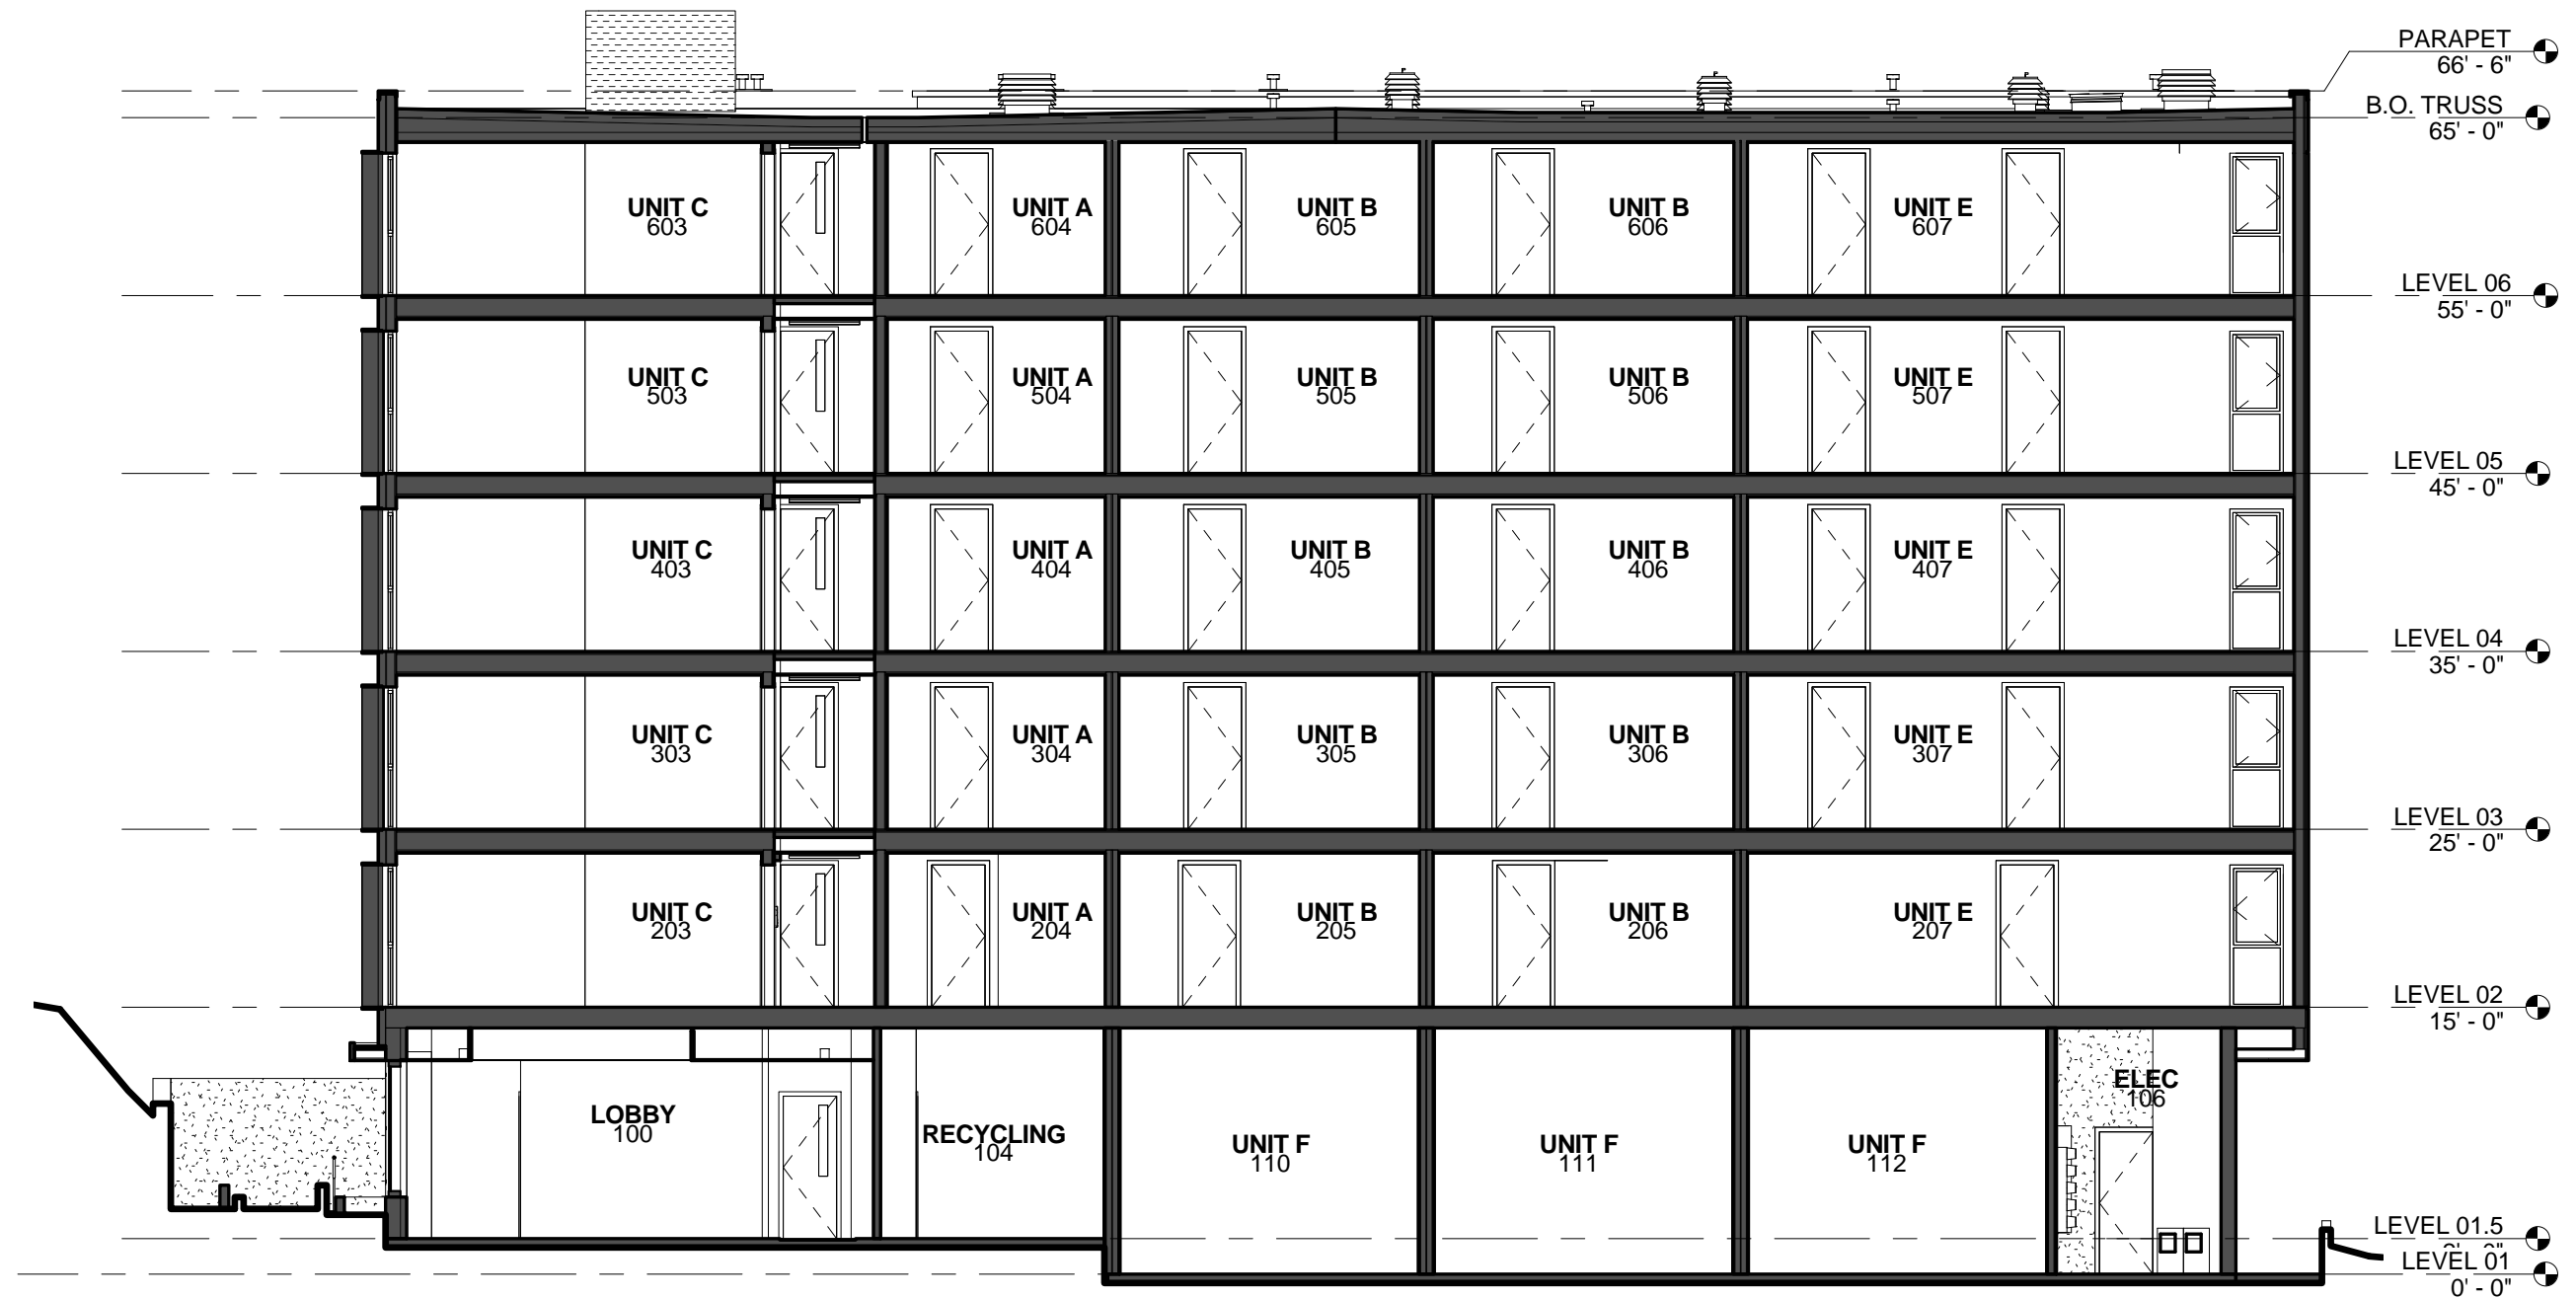 PARAPET
66' - 6"
B.O. TRUSS
65' - 0"
UNIT C
603
UNIT A
604
UNIT B
605
UNIT B
606
UNIT E
607
LEVEL 06
55' - 0"
UNIT C
503
UNIT A
504
UNIT B
505
UNIT B
506
UNIT E
507
LEVEL 05
45' - 0"
UNIT C
403
UNIT A
404
UNIT B
405
UNIT B
406
UNIT E
407
LEVEL 04
35' - 0"
UNIT C
303
UNIT A
304
UNIT B
305
UNIT B
306
UNIT E
307
LEVEL 03
25' - 0"
UNIT C
203
UNIT A
204
UNIT B
205
UNIT B
206
UNIT E
207
LEVEL 02
15' - 0"
LOBBY
100
RECYCLING
104
UNIT F
110
UNIT F
111
UNIT F
112
ELEC
106
LEVEL 01.5
LEVEL 01
0' - 0"